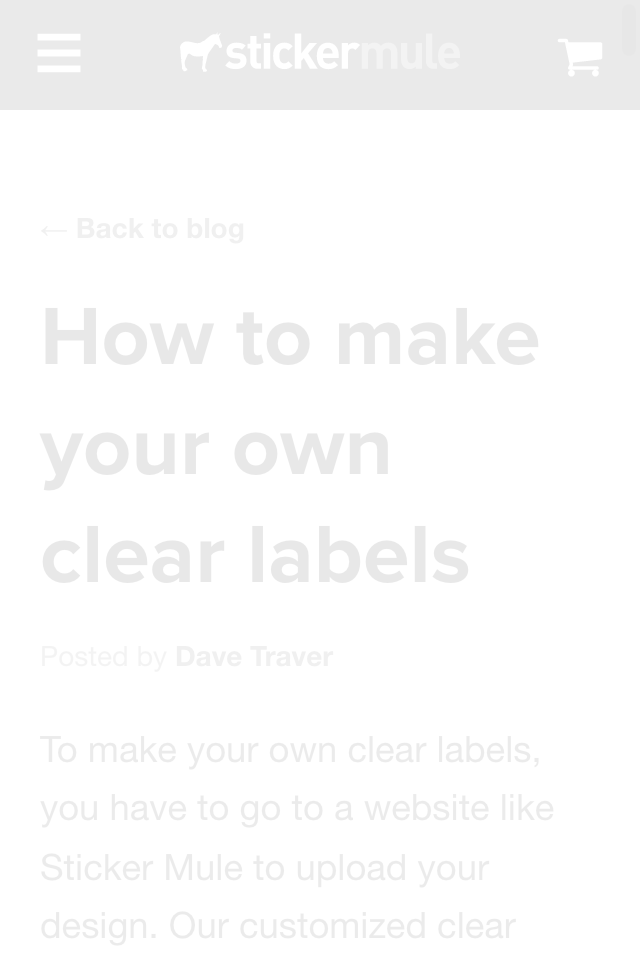 stickermule
← Back to blog
How to make
your own
clear labels
Posted by Dave Traver
To make your own clear labels,
you have to go to a website like
Sticker Mule to upload your
design. Our customized clear